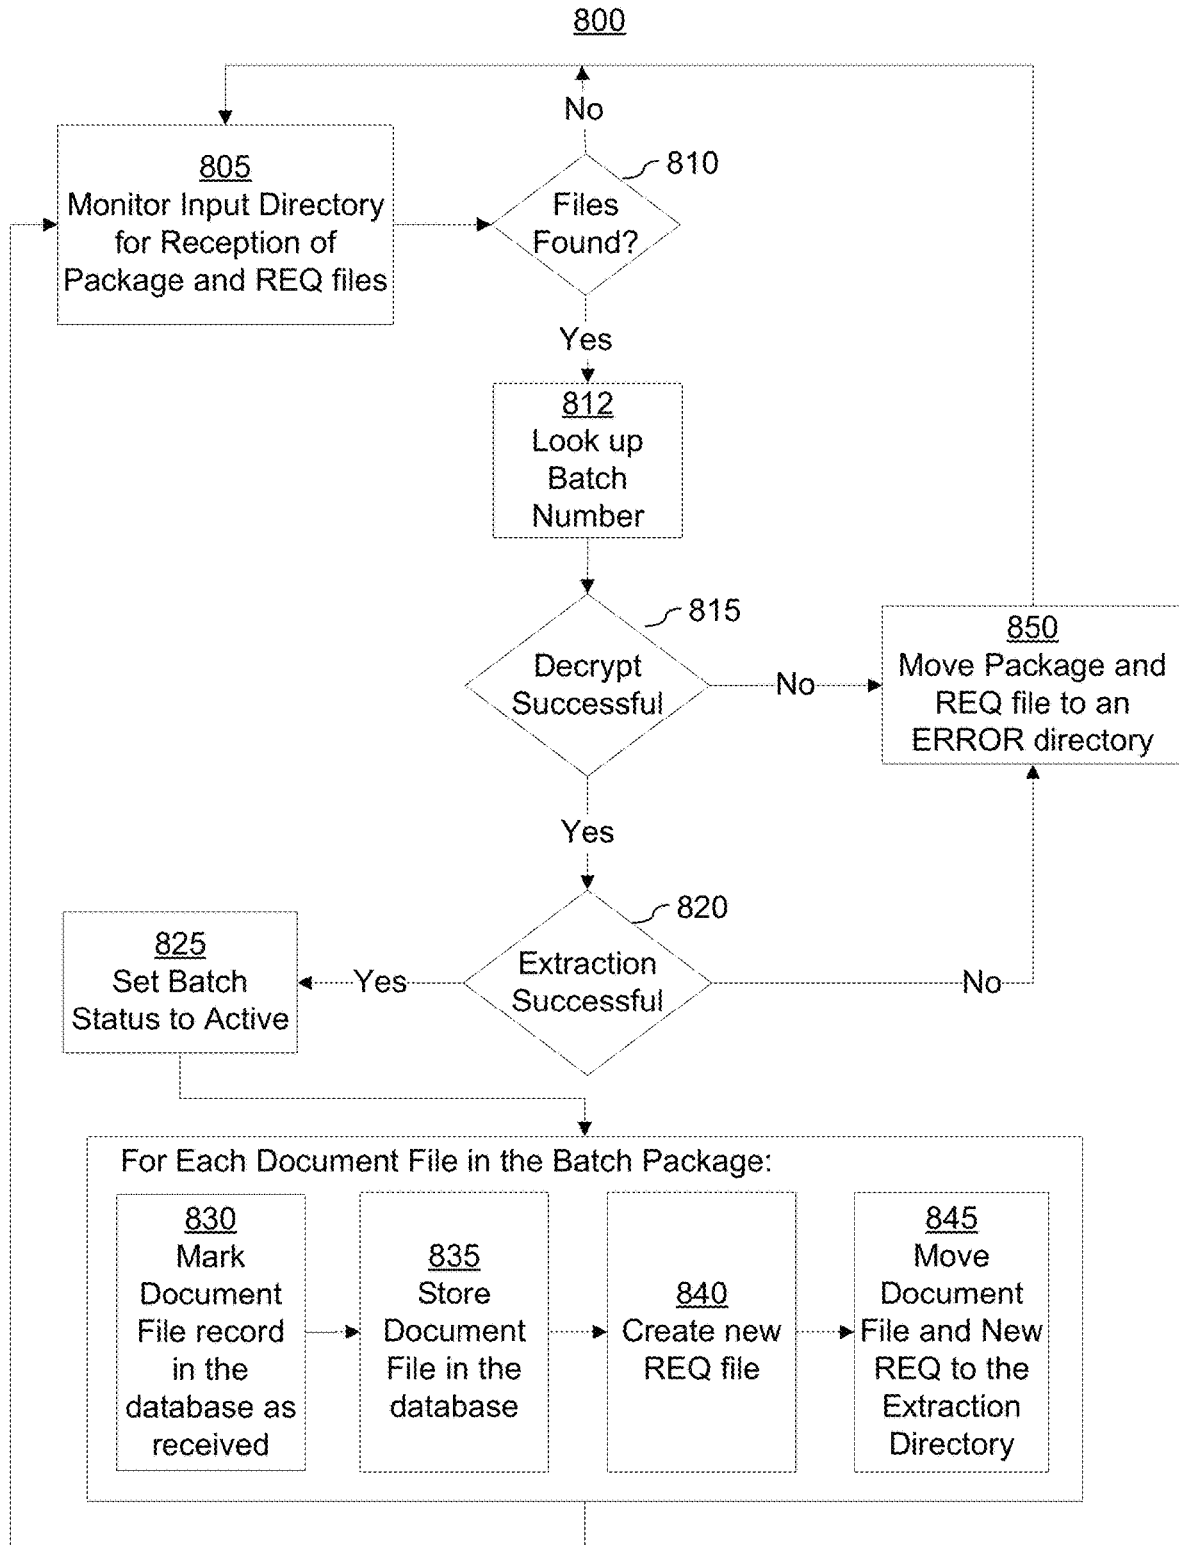 800
No
805
Monitor Input Directory
for Reception of
Package and REQ files
810
Files
Found?
Yes
812
Look up
Batch
Number
815
Decrypt
Successful
No
850
Move Package and
REQ file to an
ERROR directory
Yes
820
Extraction
Successful
Yes
No
825
Set Batch
Status to Active
For Each Document File in the Batch Package:
830
Mark
Document
File record
in the
database as
received
835
Store
Document
File in the
database
840
Create new
REQ file
845
Move
Document
File and New
REQ to the
Extraction
Directory